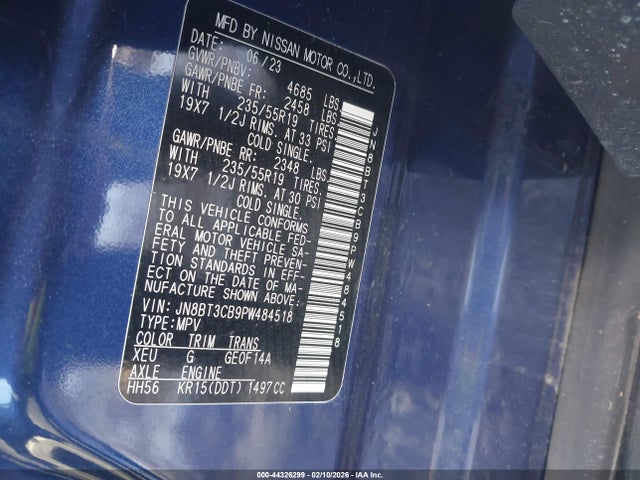 MFD BY NISSAN MOTOR CO.,LTD.
DATE: 06/23
GVWR/PNBV: 4685 LBS
GAWR/PNBE FR: 2458 LBS
WITH 235/55R19 TIRES
19X7 1/2J RIMS. AT 33 PSI
COLD SINGLE.
GAWR/PNBE RR: 2348 LBS
WITH 235/55R19 TIRES.
19X7 1/2J RIMS. AT 30 PSI
COLD SINGLE.
THIS VEHICLE CONFORMS
TO ALL APPLICABLE FED-
ERAL MOTOR VEHICLE SA-
FETY AND THEFT PREVEN-
TION STANDARDS IN EFF-
ECT ON THE DATE OF MA-
NUFACTURE SHOWN ABOVE.
VIN: JN8BT3CB9PW484518
TYPE:MPV
COLOR TRIM TRANS
XEU G GE0F14A
AXLE ENGINE
HH56 KR15(DDT) 1497CC
JN8BT3CB9PW484518
000-44326299 - 02/10/2026 - IAA Inc.